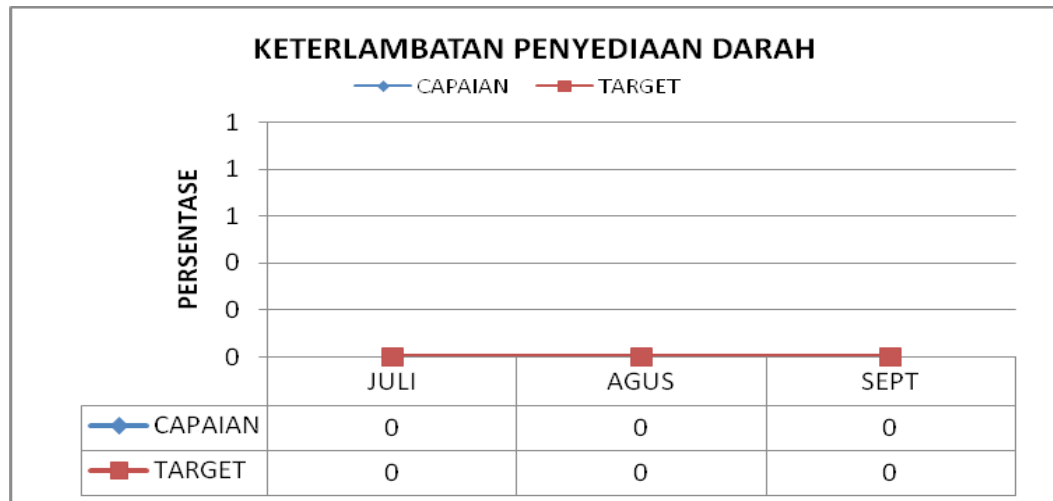 KETERLAMBATAN PENYEDIAAN DARAH
CAPAIAN TARGET
PERSENTASE
1
1
1
0
0
0
JULI AGUS SEPT
CAPAIAN 0 0 0
TARGET 0 0 0